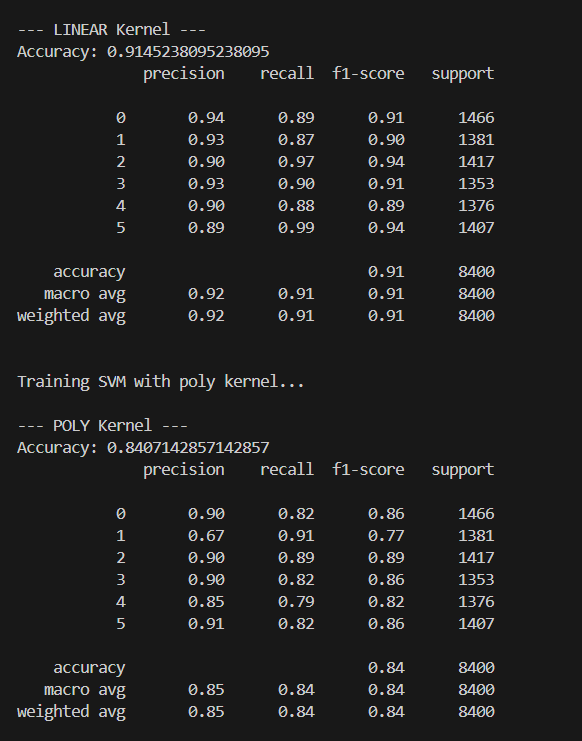 --- LINEAR Kernel ---
Accuracy: 0.9145238095238095
precision recall f1-score support
0 0.94 0.89 0.91 1466
1 0.93 0.87 0.90 1381
2 0.90 0.97 0.94 1417
3 0.93 0.90 0.91 1353
4 0.90 0.88 0.89 1376
5 0.89 0.99 0.94 1407
accuracy 0.91 8400
macro avg 0.92 0.91 0.91 8400
weighted avg 0.92 0.91 0.91 8400
Training SVM with poly kernel...
--- POLY Kernel ---
Accuracy: 0.8407142857142857
precision recall f1-score support
0 0.90 0.82 0.86 1466
1 0.67 0.91 0.77 1381
2 0.90 0.89 0.89 1417
3 0.90 0.82 0.86 1353
4 0.85 0.79 0.82 1376
5 0.91 0.82 0.86 1407
accuracy 0.84 8400
macro avg 0.85 0.84 0.84 8400
weighted avg 0.85 0.84 0.84 8400